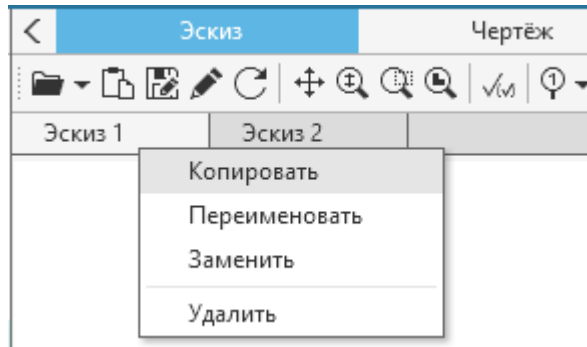 Эскиз Чертёж
Эскиз 1 Эскиз 2
Копировать
Переименовать
Заменить
Удалить